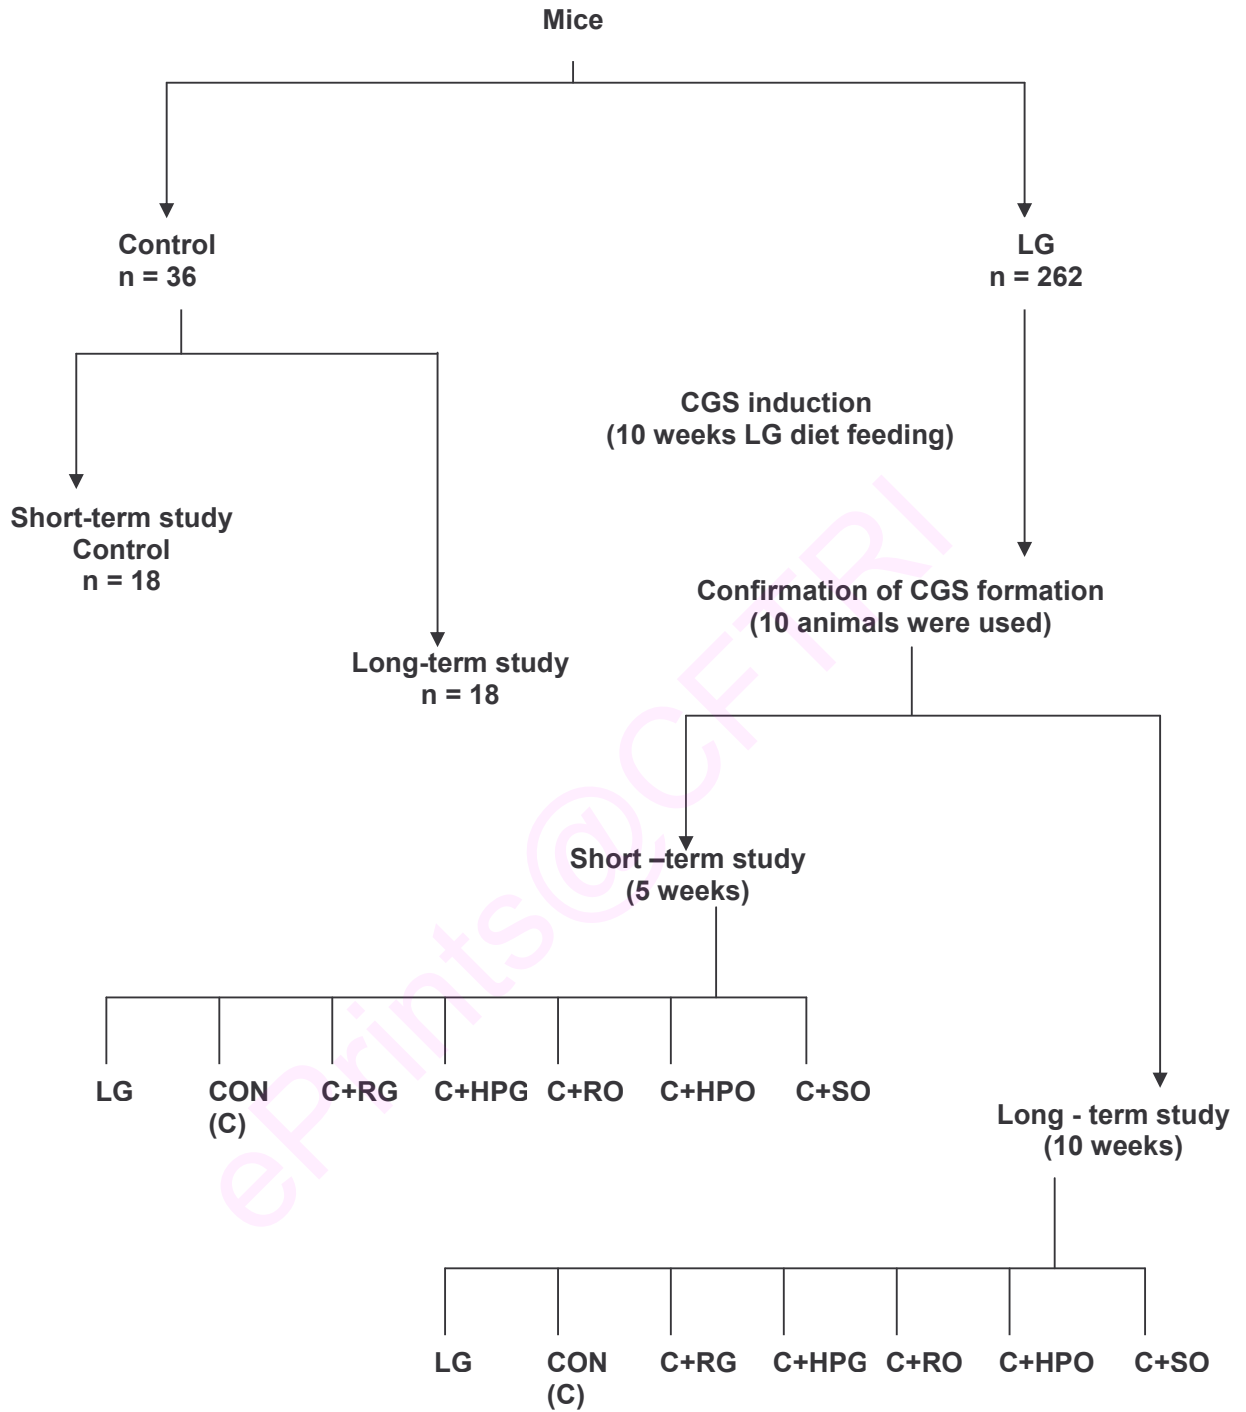 Mice
Control
n = 36
LG
n = 262
CGS induction
(10 weeks LG diet feeding)
Short-term study
Control
n = 18
Confirmation of CGS formation
(10 animals were used)
Long-term study
n = 18
Short –term study
(5 weeks)
LG CON C+RG C+HPG C+RO C+HPO C+SO
(C)
Long - term study
(10 weeks)
LG CON C+RG C+HPG C+RO C+HPO C+SO
(C)
ePrints@CFTRI